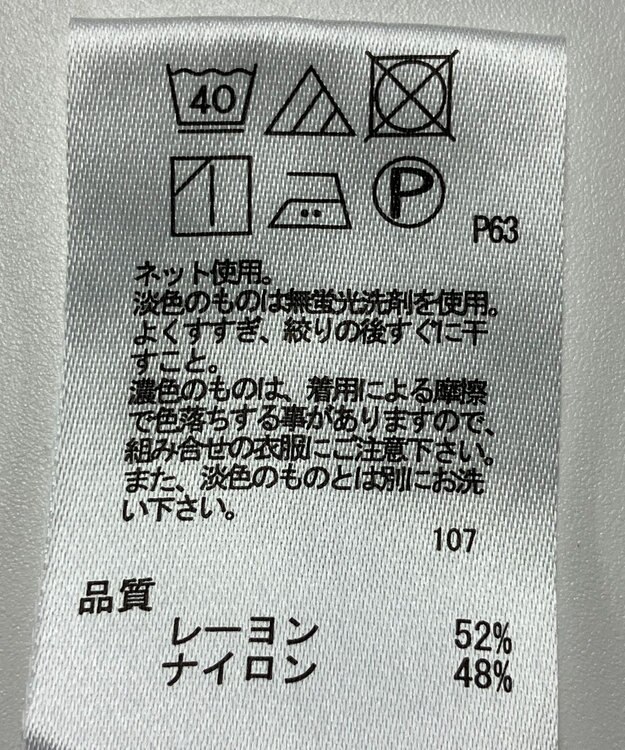 40
P
P63
ネット使用。
淡色のものは無蛍光洗剤を使用。
よくすすぎ、絞りの後すぐに干
すこと。
濃色のものは、着用による摩擦
で色落ちする事がありますので、
組み合せの衣服にご注意下さい。
また、淡色のものとは別にお洗
い下さい。
107
品質
レーヨン 52%
ナイロン 48%